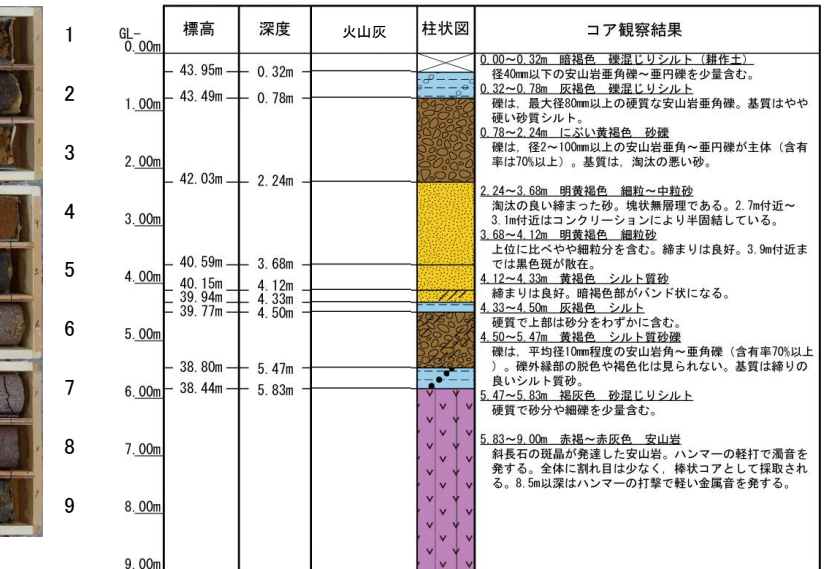 標高 深度 火山灰 柱状図 コア観察結果
1
GL-
0.00m
0.00～0.32m 暗褐色 礫混じりシルト（耕作土）
径40mm以下の安山岩亜角礫～亜円礫を少量含む。
43.95m 0.32m
0.32～0.78m 灰褐色 礫混じりシルト
礫は，最大径80mm以上の硬質な安山岩亜角礫。基質はやや
硬い砂質シルト。
2
43.49m 0.78m
1.00m
0.78～2.24m にぶい黄褐色 砂礫
礫は，径2～100mm以上の安山岩亜角～亜円礫が主体（含有
率は70%以上）。基質は，淘汰の悪い砂。
3
2.00m
42.03m 2.24m
2.24～3.68m 明黄褐色 細粒～中粒砂
淘汰の良い締まった砂。塊状無層理である。2.7m付近～
3.1m付近はコンクリーションにより半固結している。
4
3.00m
3.68～4.12m 明黄褐色 細粒砂
上位に比べやや細粒分を含む。締まりは良好。3.9m付近ま
では黒色斑が散在。
40.59m 3.68m
5
4.00m
40.15m 4.12m
4.12～4.33m 黄褐色 シルト質砂
締まりは良好。暗褐色部がバンド状になる。
39.94m 4.33m
4.33～4.50m 灰褐色 シルト
硬質で上部は砂分をわずかに含む。
39.77m 4.50m
6
5.00m
4.50～5.47m 黄褐色 シルト質砂礫
礫は，平均径10mm程度の安山岩角～亜角礫（含有率70%以上
）。礫外縁部の脱色や褐色化は見られない。基質は締りの
良いシルト質砂。
38.80m 5.47m
7
38.44m 5.83m
6.00m
5.47～5.83m 褐灰色 砂混じりシルト
硬質で砂分や細礫を少量含む。
5.83～9.00m 赤褐～赤灰色 安山岩
斜長石の斑晶が発達した安山岩。ハンマーの軽打で濁音を
発する。全体に割れ目は少なく，棒状コアとして採取され
る。8.5m以深はハンマーの打撃で軽い金属音を発する。
8
7.00m
9
8.00m
9.00m